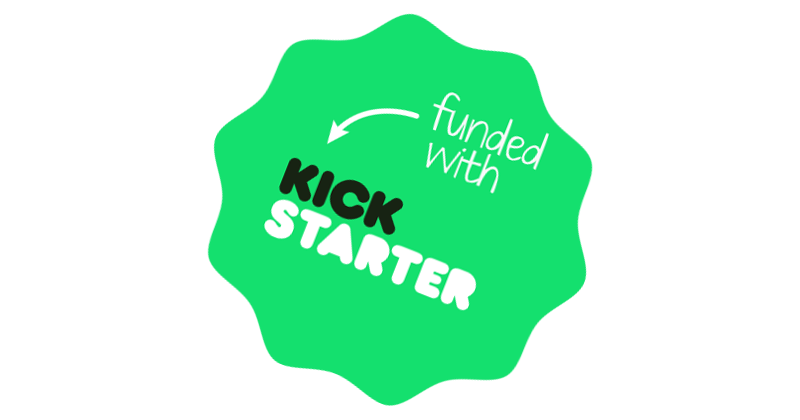 funded
with
KICK
STARTER